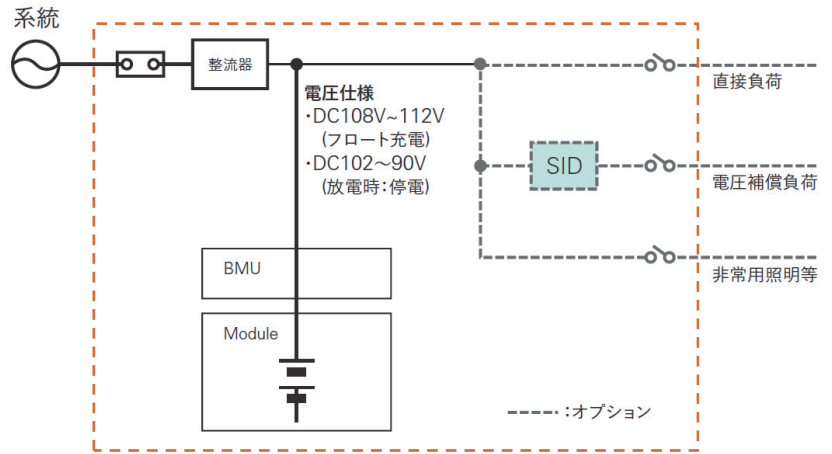 系統
整流器
直接負荷
電圧仕様
・DC108V~112V
(フロート充電)
・DC102～90V
(放電時：停電)
SID
電圧補償負荷
BMU
非常用照明等
Module
：オプション